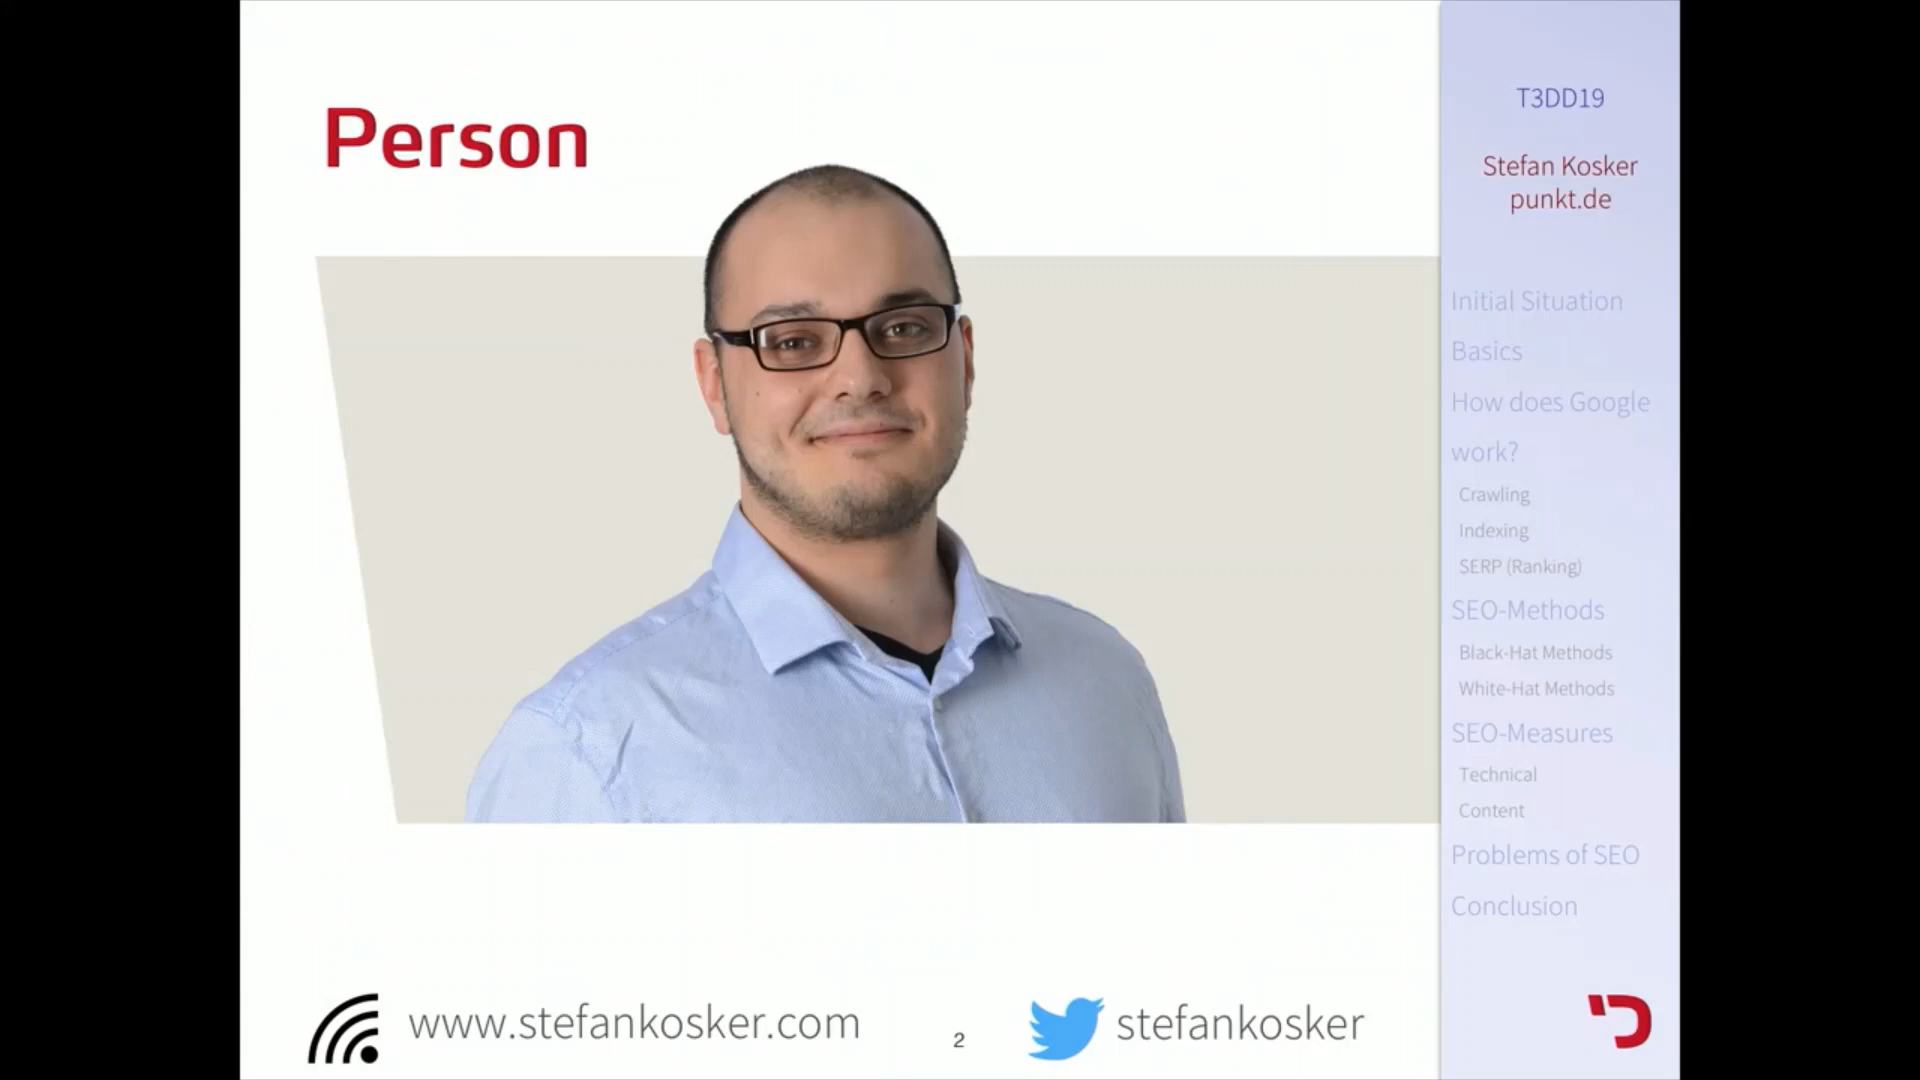 Person
T3DD19
Stefan Kosker
punkt.de
Initial Situation
Basics
How does Google
work?
Crawling
Indexing
SERP (Ranking)
SEO-Methods
Black-Hat Methods
White-Hat Methods
SEO-Measures
Technical
Content
Problems of SEO
Conclusion
www.stefankosker.com
2
stefankosker